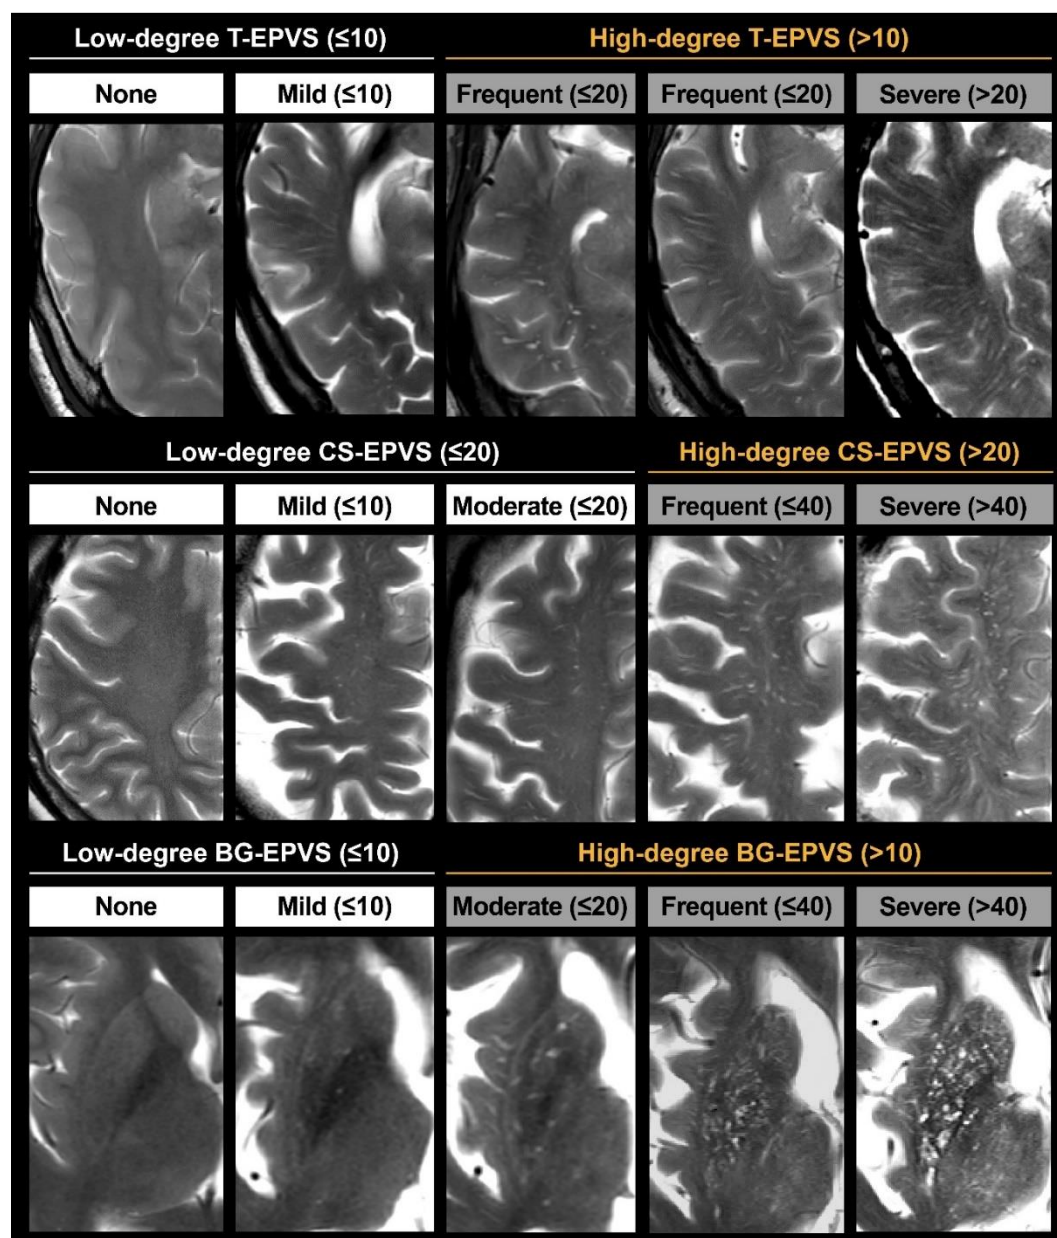 Low-degree T-EPVS (≤10)
High-degree T-EPVS (>10)
None
Mild (≤10)
Frequent (≤20)
Frequent (≤20)
Severe (>20)
Low-degree CS-EPVS (≤20)
High-degree CS-EPVS (>20)
None
Mild (≤10)
Moderate (≤20)
Frequent (≤40)
Severe (>40)
Low-degree BG-EPVS (≤10)
High-degree BG-EPVS (>10)
None
Mild (≤10)
Moderate (≤20)
Frequent (≤40)
Severe (>40)